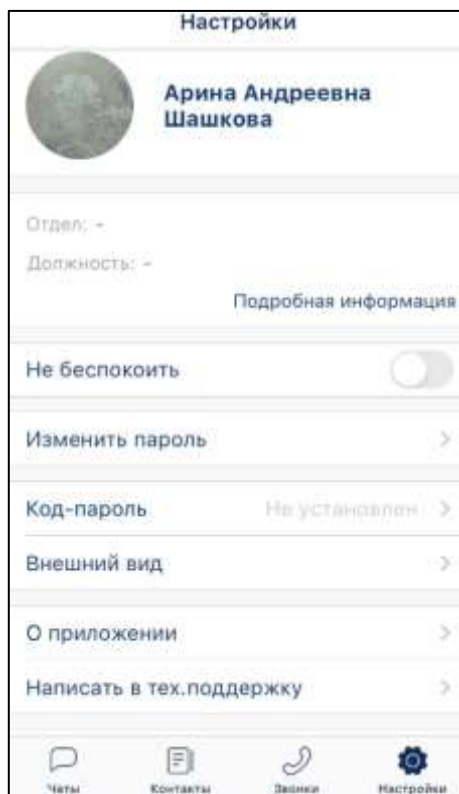 Настройки
Арина Андреевна
Шашкова
Отдел: -
Должность: -
Подробная информация
Не беспокоить
Изменить пароль
Код-пароль Не установлен
Внешний вид
О приложении
Написать в тех.поддержку
Чаты Контакты Звонки Настройки